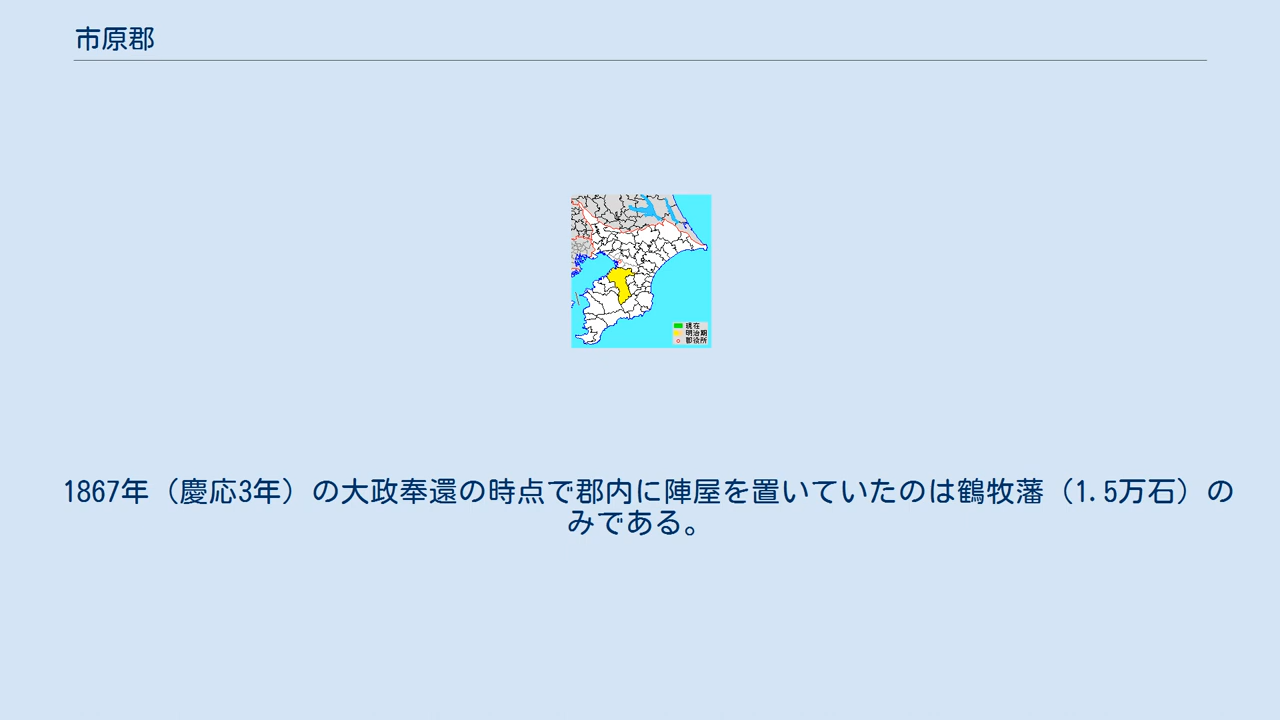 市原郡
現在
明治期
郡役所
1867年（慶応3年）の大政奉還の時点で郡内に陣屋を置いていたのは鶴牧藩（1.5万石）の
みである。